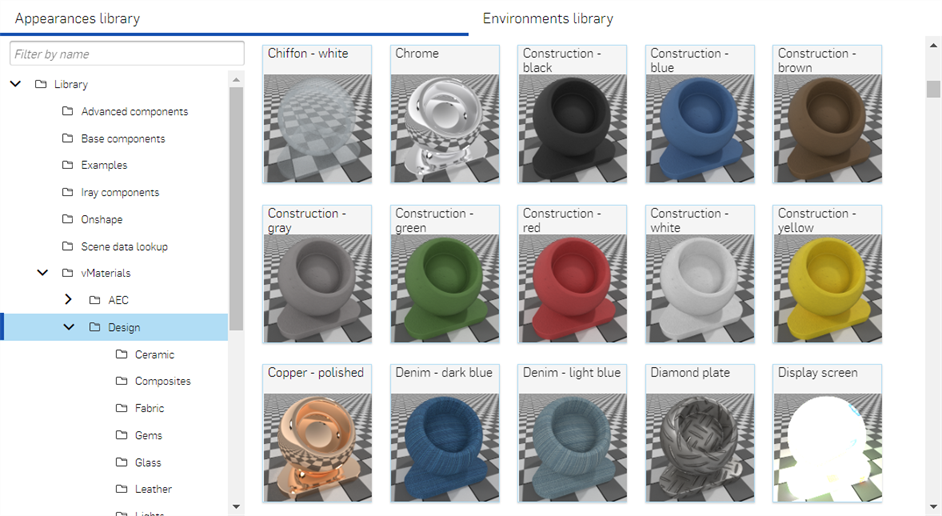 Appearances library
Environments library
Filter by name
Library
Advanced components
Base components
Examples
Iray components
Onshape
Scene data lookup
vMaterials
AEC
Design
Ceramic
Composites
Fabric
Gems
Glass
Leather
Lights
Chiffon - white
Chrome
Construction -
black
Construction -
blue
Construction -
brown
Construction -
gray
Construction -
green
Construction -
red
Construction -
white
Construction -
yellow
Copper - polished
Denim - dark blue
Denim - light blue
Diamond plate
Display screen